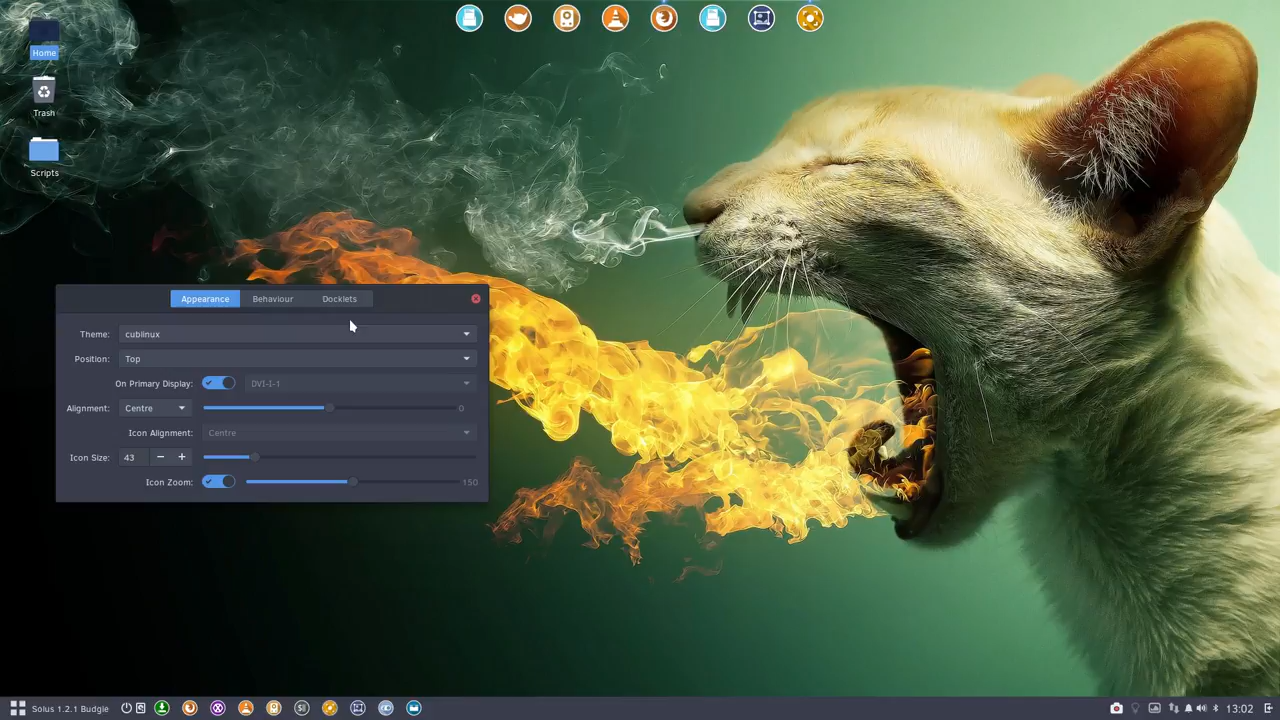 Home
Trash
Scripts
Appearance Behaviour Docklets
Theme: cublinux
Position: Top
On Primary Display: DVI-I-1
Alignment: Centre 0
Icon Alignment: Centre
Icon Size: 43 − +
Icon Zoom: 150
Solus 1.2.1 Budgie 13:02